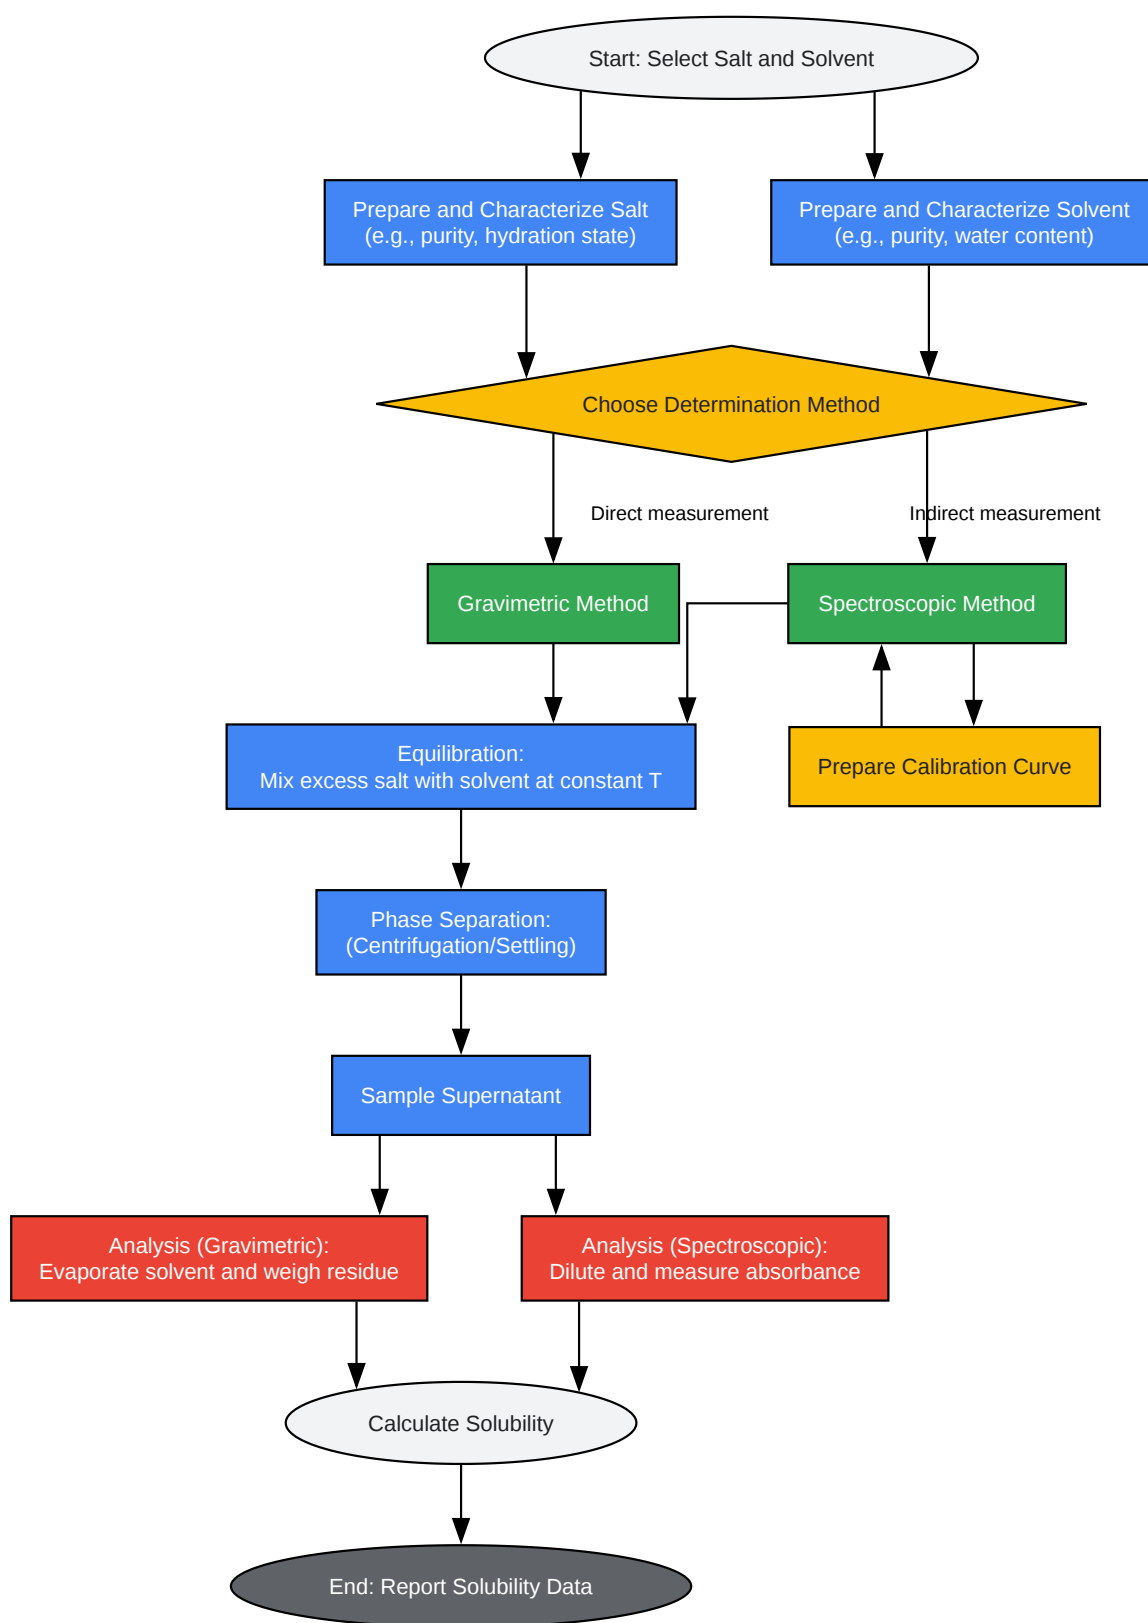 Start: Select Salt and Solvent
Prepare and Characterize Salt
(e.g., purity, hydration state)
Prepare and Characterize Solvent
(e.g., purity, water content)
Choose Determination Method
Direct measurement
Indirect measurement
Gravimetric Method
Spectroscopic Method
Equilibration:
Mix excess salt with solvent at constant T
Prepare Calibration Curve
Phase Separation:
(Centrifugation/Settling)
Sample Supernatant
Analysis (Gravimetric):
Evaporate solvent and weigh residue
Analysis (Spectroscopic):
Dilute and measure absorbance
Calculate Solubility
End: Report Solubility Data